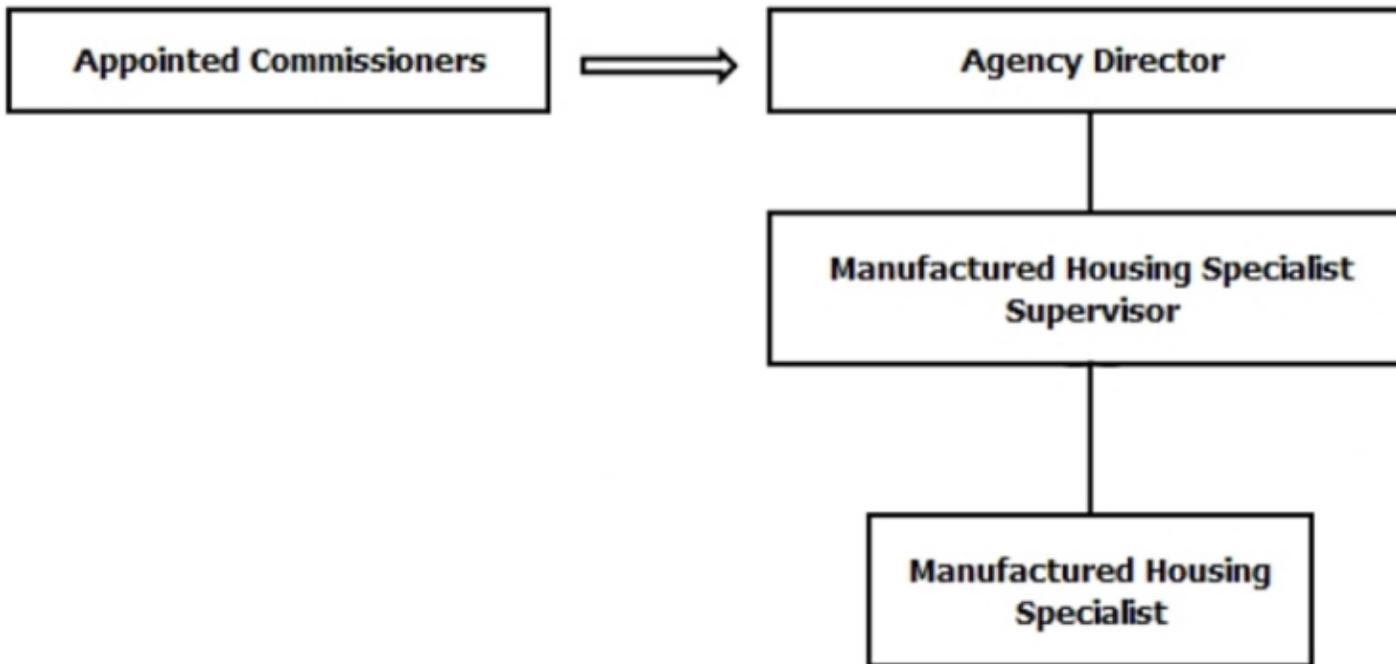 Appointed Commissioners
Agency Director
Manufactured Housing Specialist
Supervisor
Manufactured Housing
Specialist